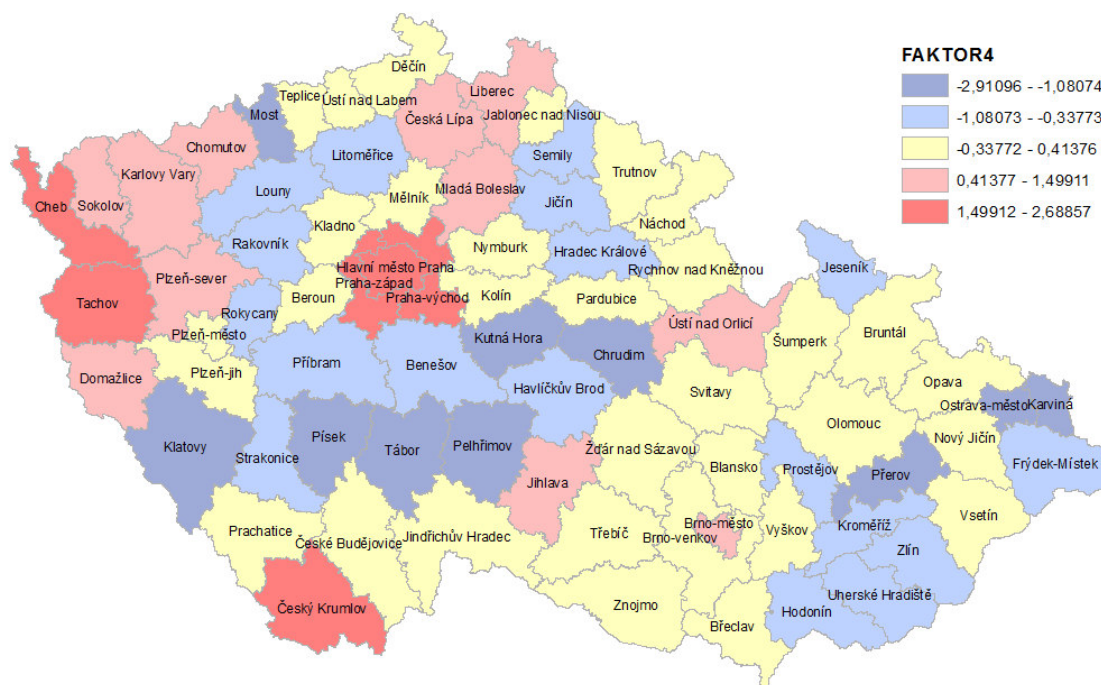 FAKTOR4
-2,91096 - -1,08074
-1,08073 - -0,33773
-0,33772 - 0,41376
0,41377 - 1,49911
1,49912 - 2,68857
Děčín
Teplice
Ústí nad Labem
Liberec
Most
Česká Lípa
Jablonec nad Nisou
Chomutov
Litoměřice
Semily
Trutnov
Karlovy Vary
Louny
Mělník
Mladá Boleslav
Jičín
Cheb
Sokolov
Kladno
Náchod
Rakovník
Nymburk
Hradec Králové
Hlavní město Praha
Rychnov nad Kněžnou
Jeseník
Plzeň-sever
Praha-západ
Tachov
Beroun
Praha-východ
Kolín
Pardubice
Rokycany
Ústí nad Orlicí
Plzeň-město
Kutná Hora
Šumperk
Bruntál
Chrudim
Příbram
Benešov
Domažlice
Plzeň-jih
Opava
Havlíčkův Brod
Svitavy
Ostrava-město
Karviná
Olomouc
Nový Jičín
Klatovy
Písek
Tábor
Pelhřimov
Žďár nad Sázavou
Strakonice
Blansko
Prostějov
Přerov
Frýdek-Místek
Jihlava
Vsetín
Prachatice
Brno-město
Kroměříž
České Budějovice
Jindřichův Hradec
Třebíč
Brno-venkov
Vyškov
Zlín
Český Krumlov
Uherské Hradiště
Znojmo
Hodonín
Břeclav